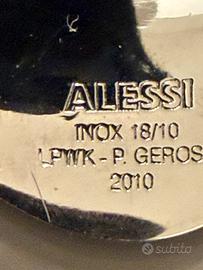 ALESSI
INOX 18/10
LPWK - P. GEROS
2010
subito